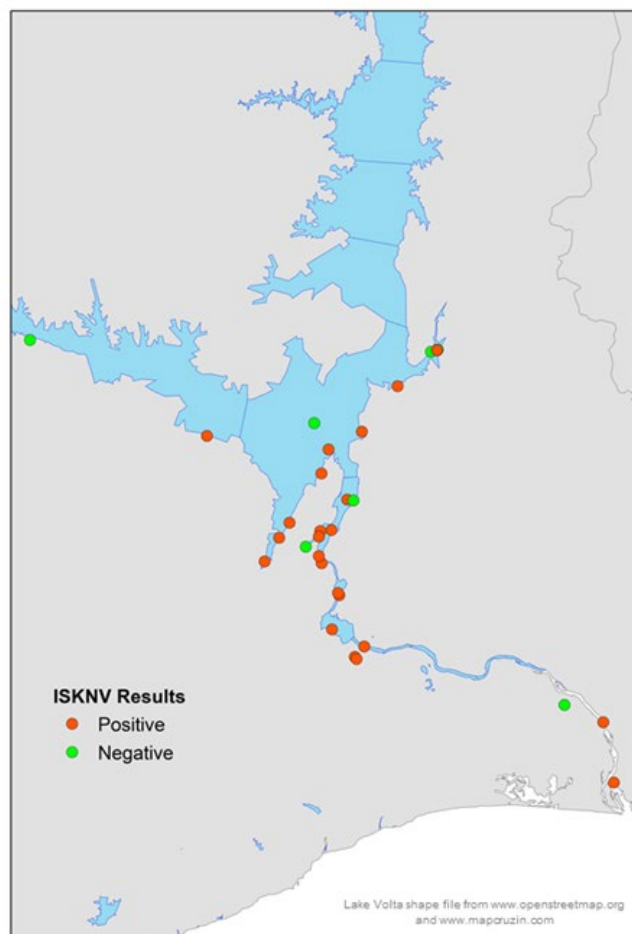 ISKNV Results
Positive
Negative
Lake Volta shape file from www.openstreetmap.org
and www.mapcruzin.com